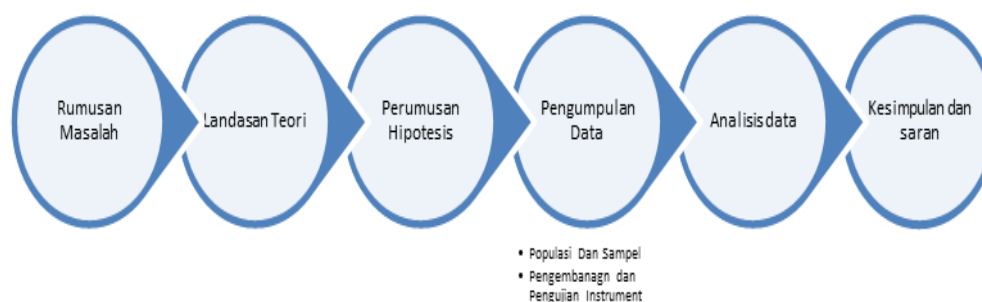 Rumusan
Masalah
Landasan Teori
Perumusan
Hipotesis
Pengumpulan
Data
Analisis data
Kesimpulan dan
saran
• Populasi Dan Sampel
• Pengembanagn dan
Pengujian Instrument